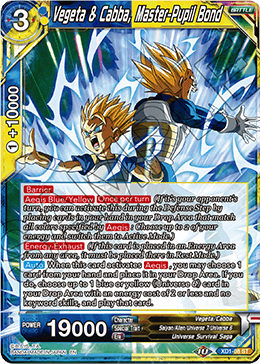 3
Vegeta & Cabba, Master-Pupil Bond
BATTLE
1 +10000
Barrier
Aegis Blue/Yellow Once per turn (If it's your opponent's
turn, you can activate this during the Defense Step by
placing cards in your hand in your Drop Area that match
all colors specified by Aegis : Choose up to 2 of your
energy and switch them to Active Mode.)
Energy-Exhaust (If this card is placed in an Energy Area
from any area, it must be placed there in Rest Mode.)
Auto When this card activates Aegis, you may choose 1
card from your hand and place it in your Drop Area. If you
do, choose up to 1 blue or yellow 《Universe 6》 card in
your Drop Area with an energy cost of 2 or less and no
keyword skills, and play that card.
POWER
19000
Character
Vegeta/Cabba
Special Trait
Saiyan/Alien/Universe 7/Universe 6
Era
Universe Survival Saga
XD1-06 ST